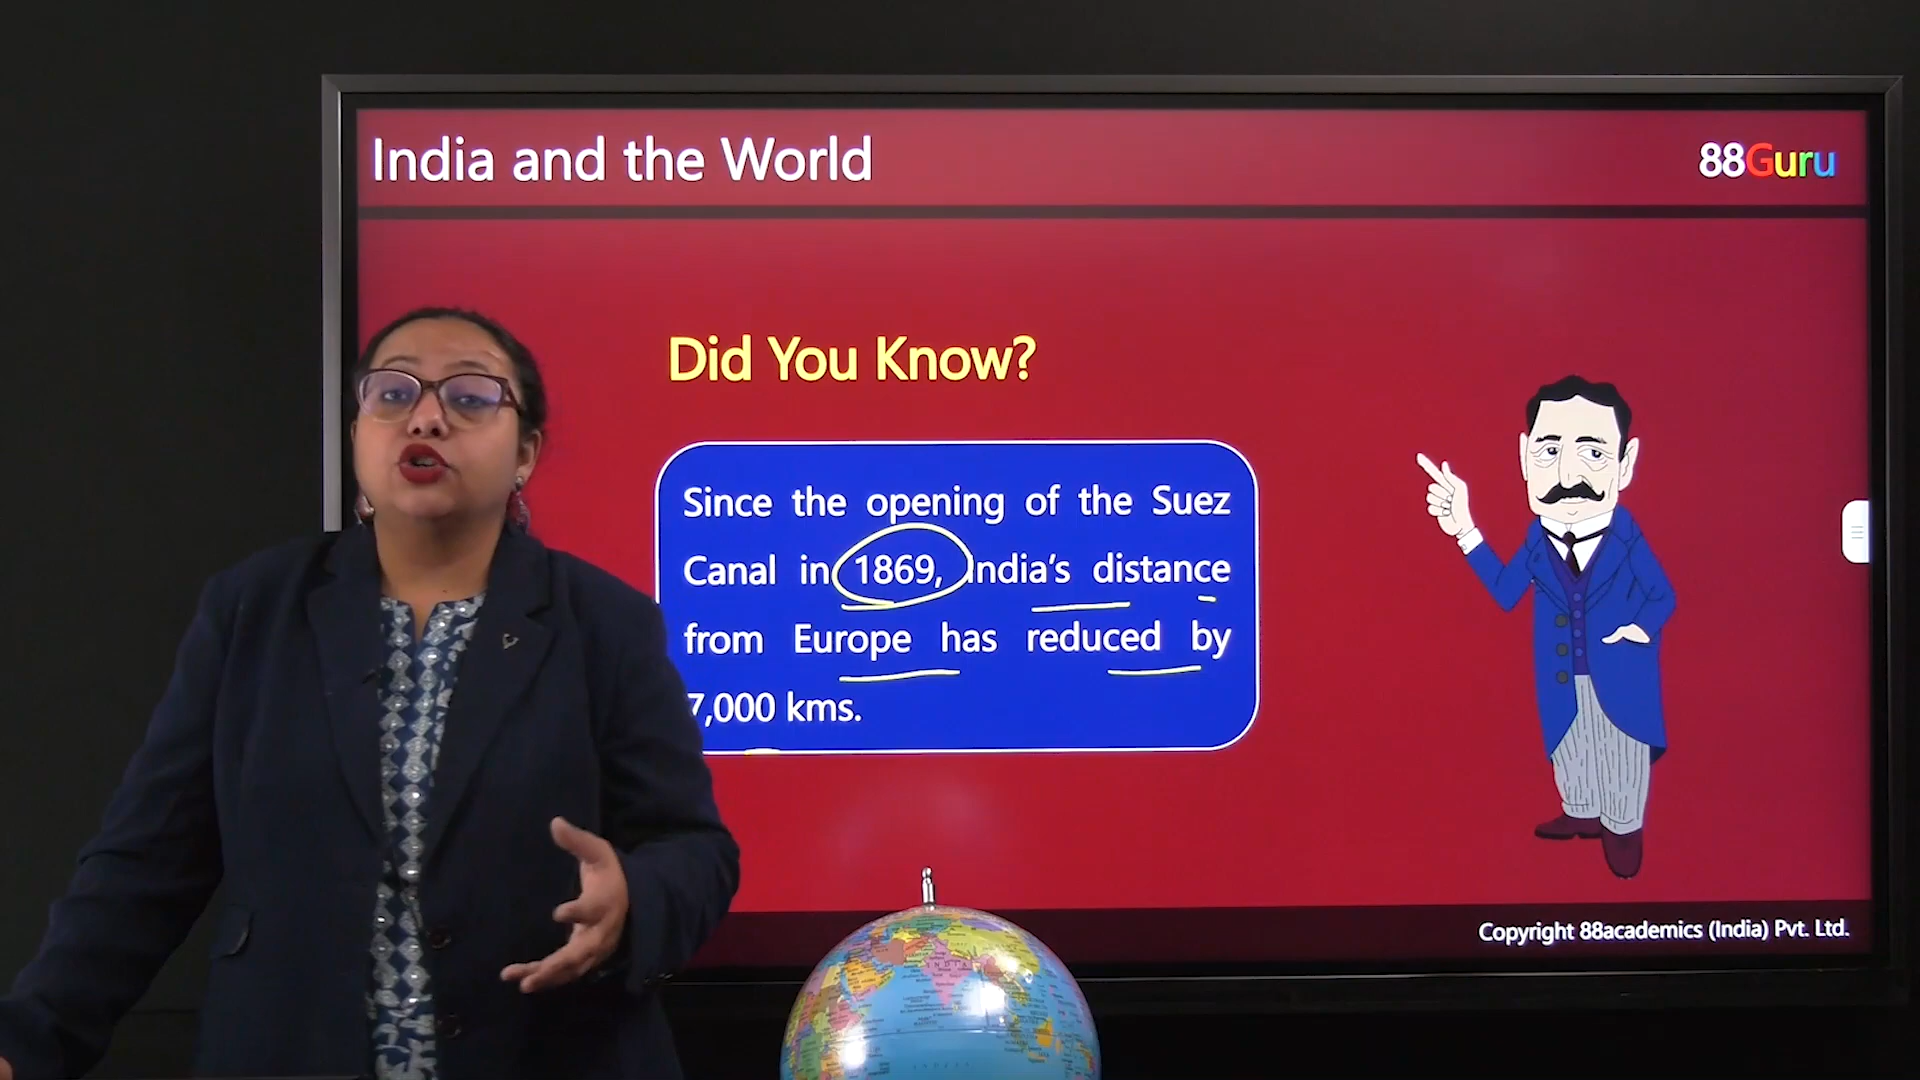 India and the World
88Guru
Did You Know?
Since the opening of the Suez
Canal in 1869, India's distance
from Europe has reduced by
7,000 kms.
Copyright 88academics (India) Pvt. Ltd.
INDIA